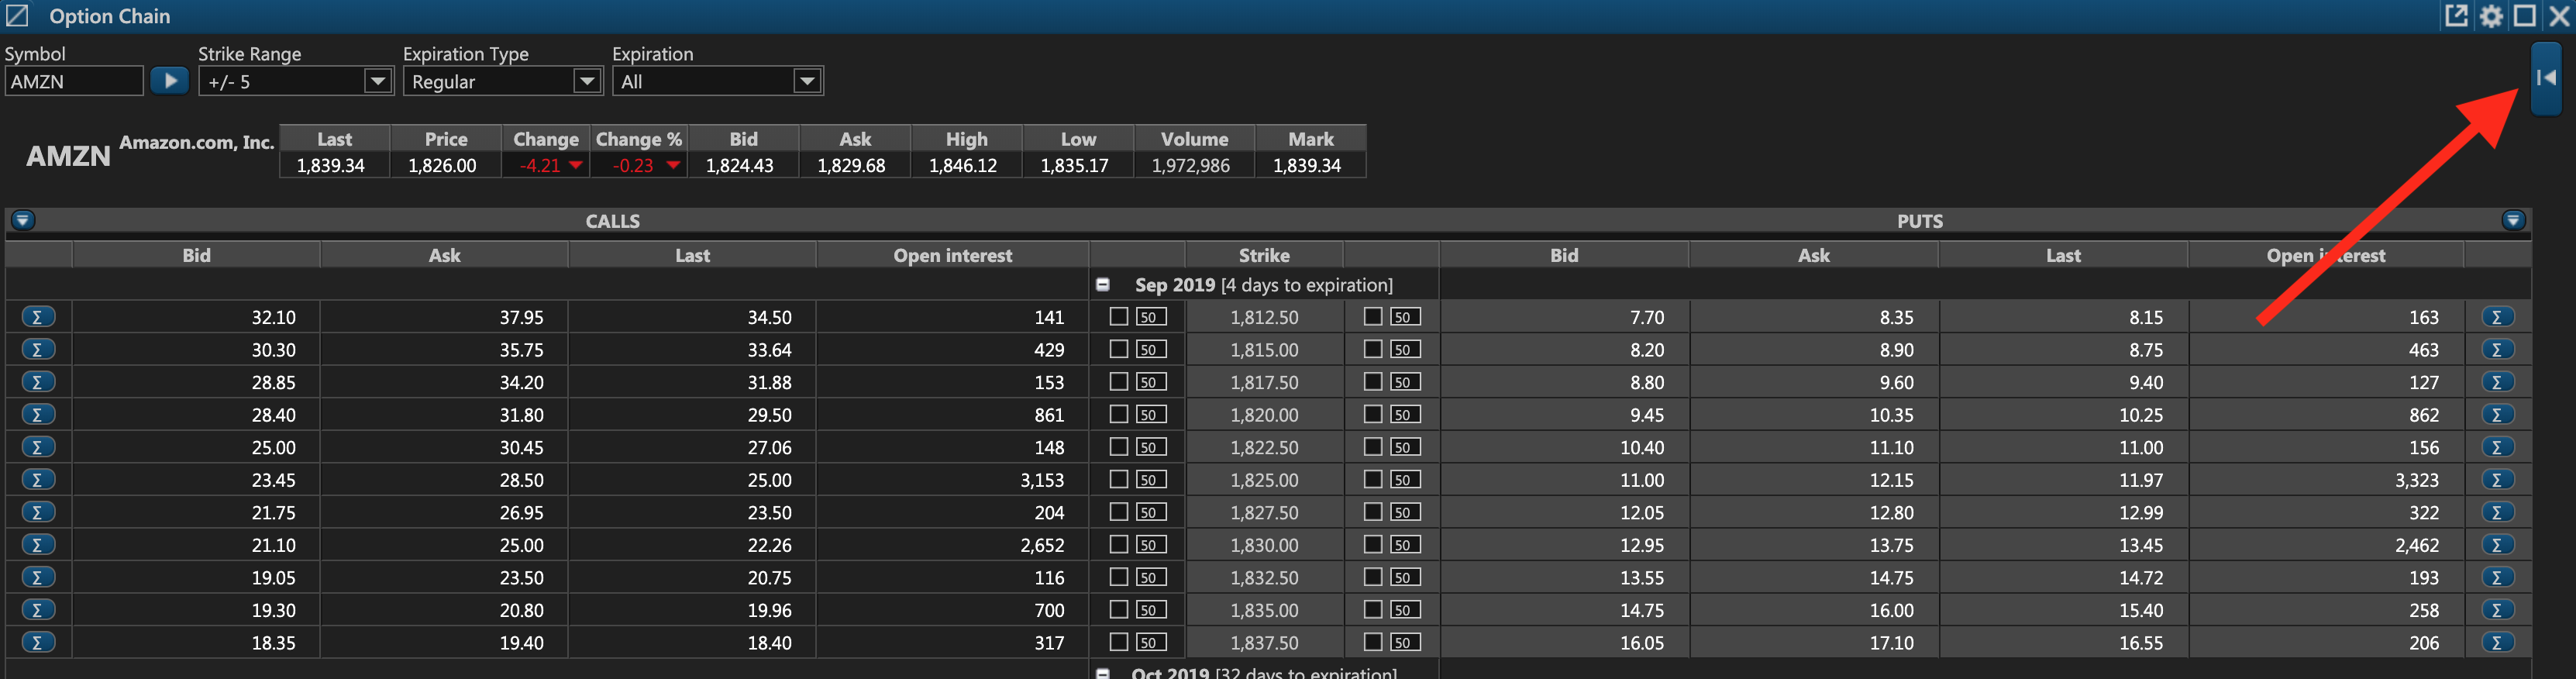 Option Chain
Symbol Strike Range Expiration Type Expiration
AMZN +/- 5 Regular All
AMZN Amazon.com, Inc.
Last Price Change Change % Bid Ask High Low Volume Mark
1,839.34 1,826.00 -4.21 -0.23 1,824.43 1,829.68 1,846.12 1,835.17 1,972,986 1,839.34
CALLS PUTS
Bid Ask Last Open interest Strike Bid Ask Last Open interest
Sep 2019 [4 days to expiration]
Σ 32.10 37.95 34.50 141 50 1,812.50 50 7.70 8.35 8.15 163 Σ
Σ 30.30 35.75 33.64 429 50 1,815.00 50 8.20 8.90 8.75 463 Σ
Σ 28.85 34.20 31.88 153 50 1,817.50 50 8.80 9.60 9.40 127 Σ
Σ 28.40 31.80 29.50 861 50 1,820.00 50 9.45 10.35 10.25 862 Σ
Σ 25.00 30.45 27.06 148 50 1,822.50 50 10.40 11.10 11.00 156 Σ
Σ 23.45 28.50 25.00 3,153 50 1,825.00 50 11.00 12.15 11.97 3,323 Σ
Σ 21.75 26.95 23.50 204 50 1,827.50 50 12.05 12.80 12.99 322 Σ
Σ 21.10 25.00 22.26 2,652 50 1,830.00 50 12.95 13.75 13.45 2,462 Σ
Σ 19.05 23.50 20.75 116 50 1,832.50 50 13.55 14.75 14.72 193 Σ
Σ 19.30 20.80 19.96 700 50 1,835.00 50 14.75 16.00 15.40 258 Σ
Σ 18.35 19.40 18.40 317 50 1,837.50 50 16.05 17.10 16.55 206 Σ
Oct 2019 [32 days to expiration]